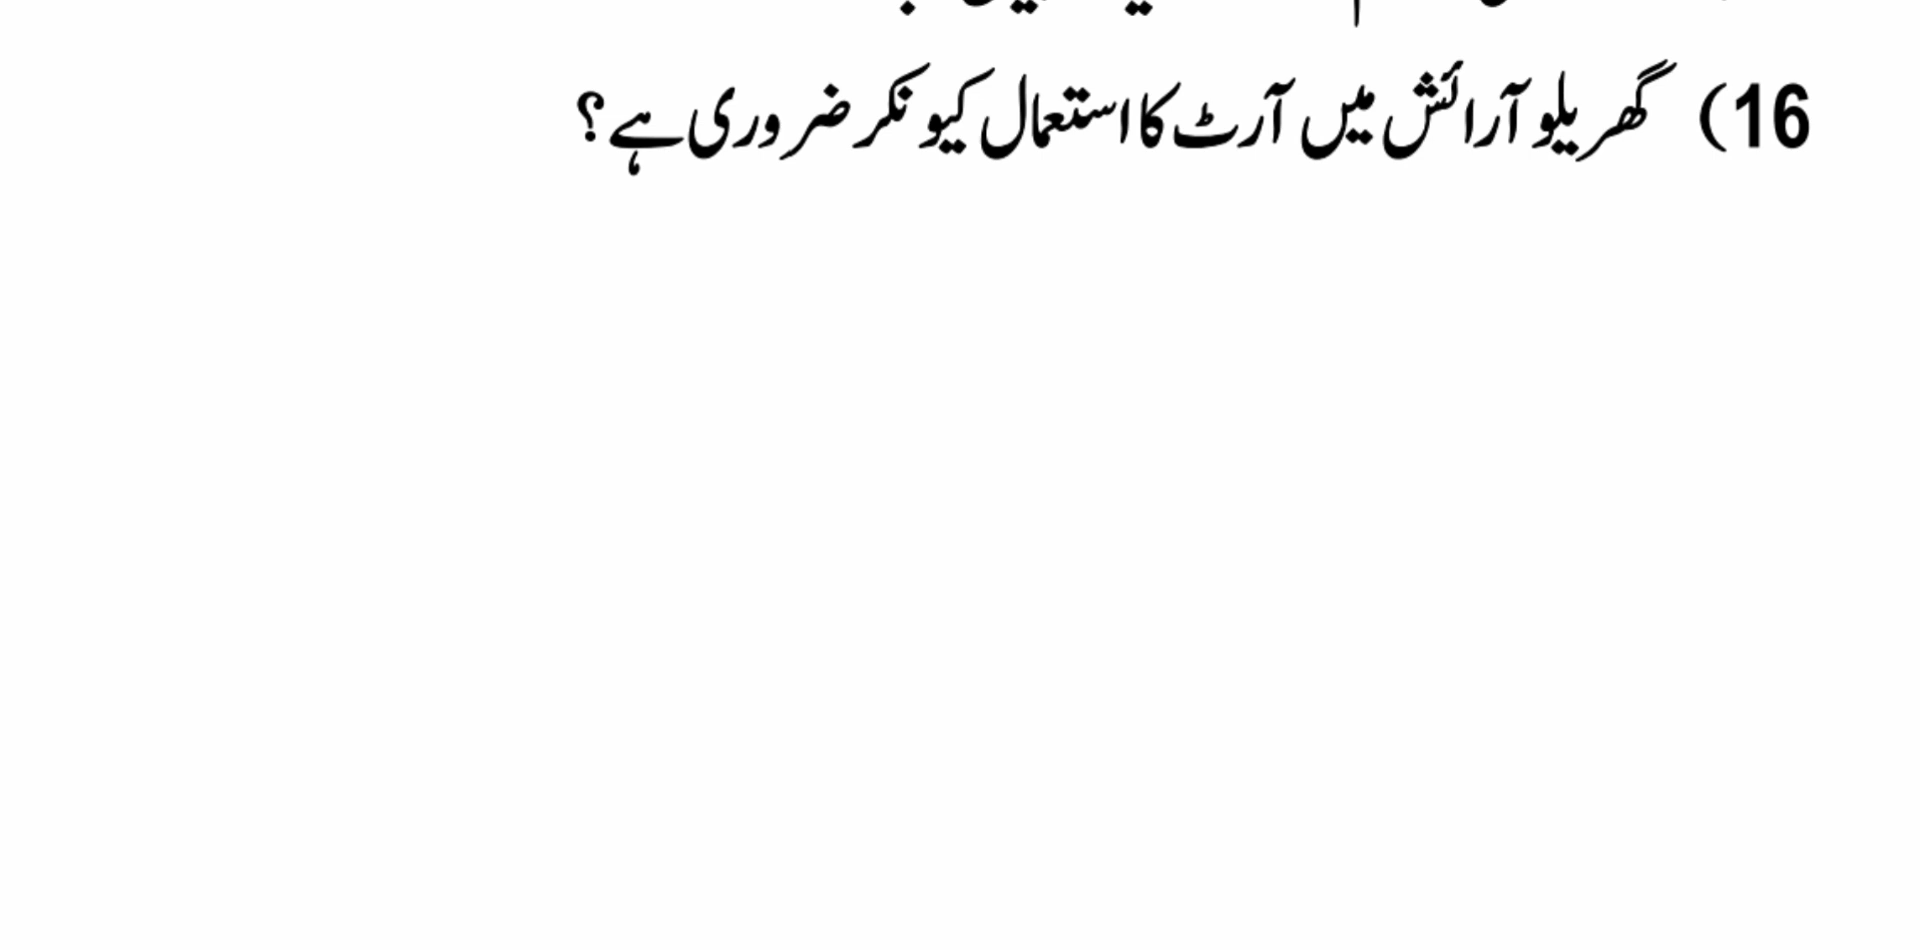 16) گھریلو آرائش میں آرٹ کا استعمال کیونکر ضروری ہے؟